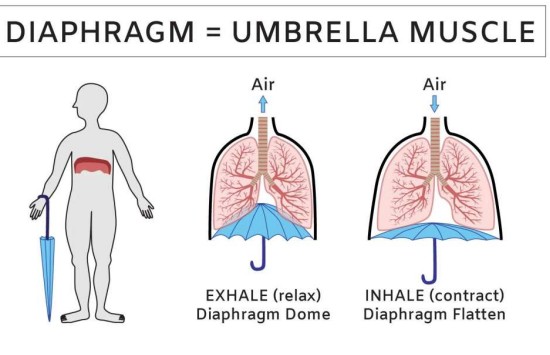 DIAPHRAGM = UMBRELLA MUSCLE
Air
Air
EXHALE (relax)
Diaphragm Dome
INHALE (contract)
Diaphragm Flatten